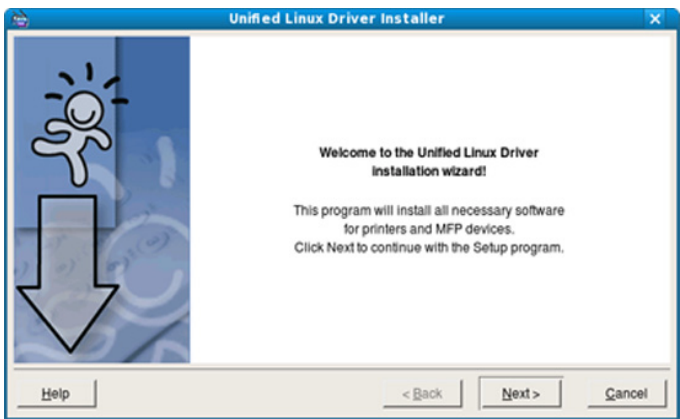 Unified Linux Driver Installer
Welcome to the Unified Linux Driver
installation wizard!
This program will install all necessary software
for printers and MFP devices.
Click Next to continue with the Setup program.
Help
< Back
Next >
Cancel